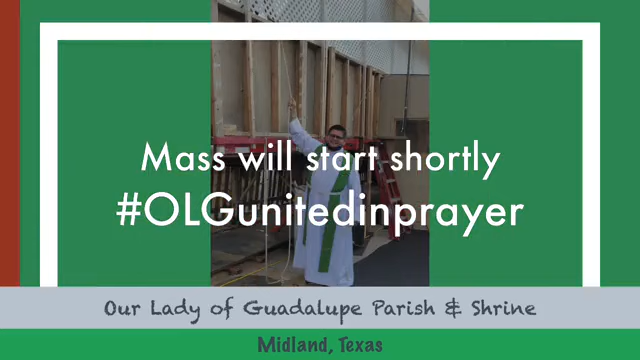 Mass will start shortly
#OLGunitedinprayer
Our Lady of Guadalupe Parish & Shrine
Midland, Texas